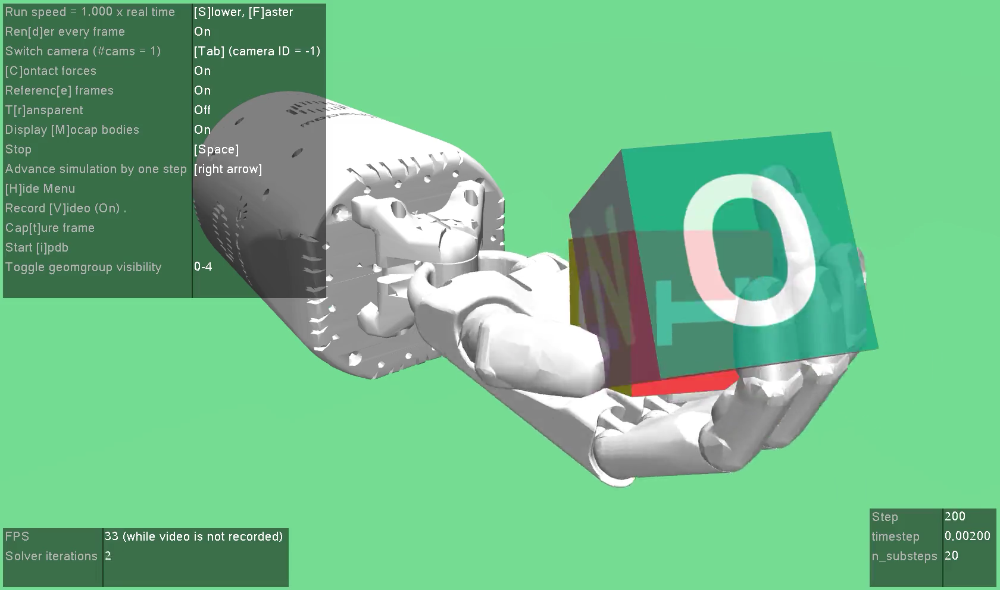 Run speed = 1.000 x real time [S]lower, [F]aster
Ren[d]er every frame On
Switch camera (#cams = 1) [Tab] (camera ID = -1)
[C]ontact forces On
Referenc[e] frames On
T[r]ansparent Off
Display [M]ocap bodies On
Stop [Space]
Advance simulation by one step [right arrow]
[H]ide Menu
Record [V]ideo (On) .
Cap[t]ure frame
Start [i]pdb
Toggle geomgroup visibility 0-4
O
N
I
FPS 33 (while video is not recorded)
Solver iterations 2
Step 200
timestep 0.00200
n_substeps 20